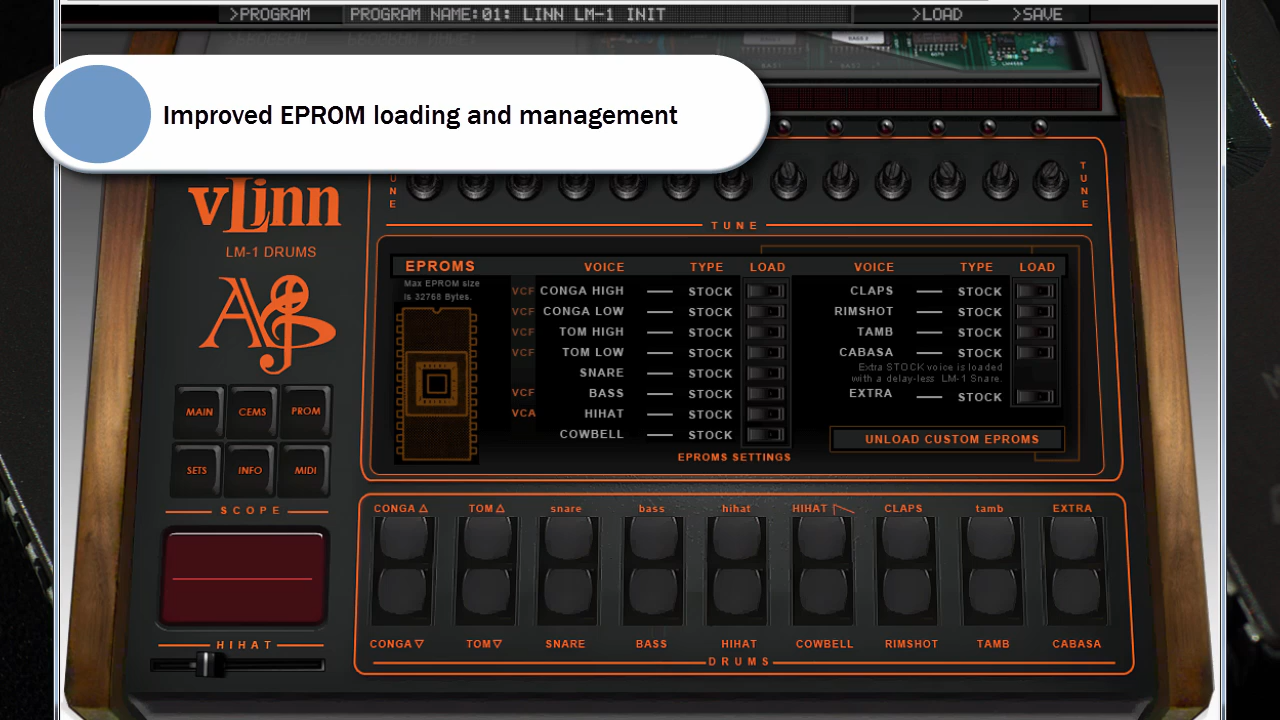 >PROGRAM PROGRAM NAME:01: LINN LM-1 INIT >LOAD >SAVE
Improved EPROM loading and management
TUNE
TUNE
TUNE
vLinn
LM-1 DRUMS
EPROMS VOICE TYPE LOAD VOICE TYPE LOAD
Max EPROM size
is 32768 Bytes.
VCF CONGA HIGH — STOCK
VCF CONGA LOW — STOCK
VCF TOM HIGH — STOCK
VCF TOM LOW — STOCK
SNARE — STOCK
VCF BASS — STOCK
VCA HIHAT — STOCK
COWBELL — STOCK
CLAPS — STOCK
RIMSHOT — STOCK
TAMB — STOCK
CABASA — STOCK
Extra STOCK voice is loaded
with a delay-less LM-1 Snare.
EXTRA — STOCK
UNLOAD CUSTOM EPROMS
EPROMS SETTINGS
MAIN CEMS PROM
SETS INFO MIDI
SCOPE
HIHAT
CONGA △ TOM △ snare bass hihat HIHAT CLAPS tamb EXTRA
CONGA ▽ TOM ▽ SNARE BASS HIHAT COWBELL RIMSHOT TAMB CABASA
DRUMS